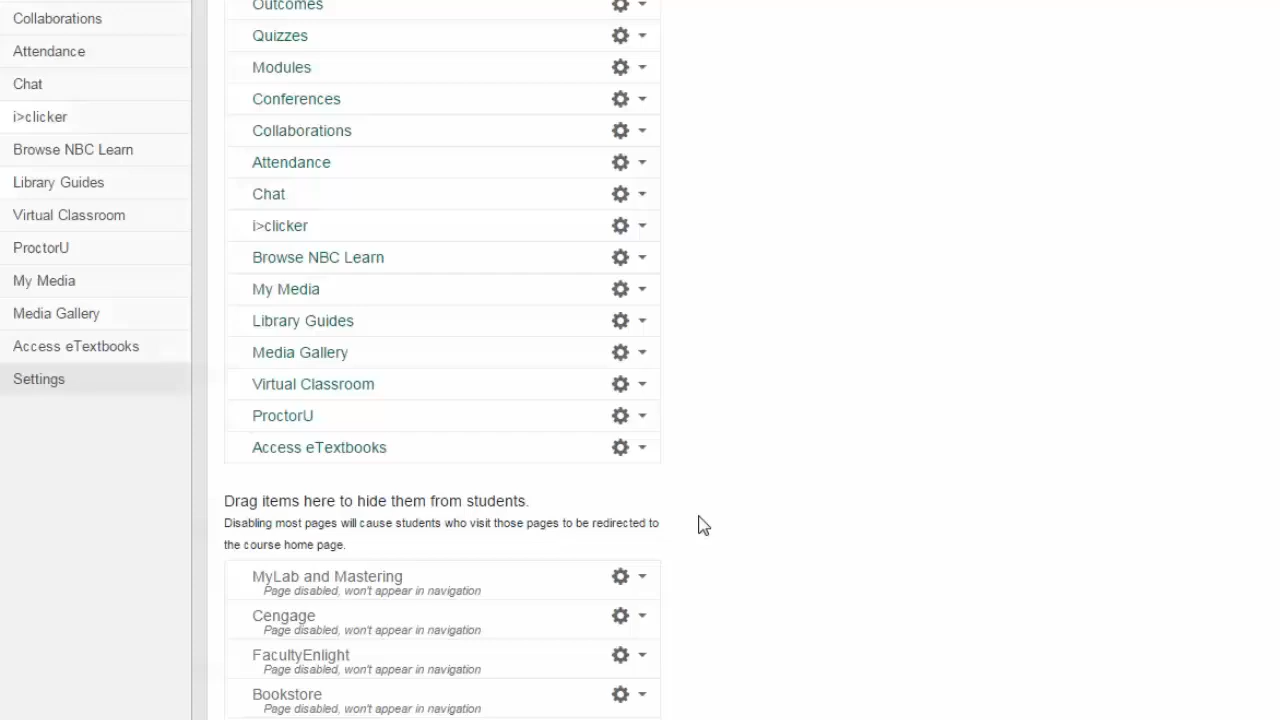 Collaborations
Attendance
Chat
i>clicker
Browse NBC Learn
Library Guides
Virtual Classroom
ProctorU
My Media
Media Gallery
Access eTextbooks
Settings
Outcomes
Quizzes
Modules
Conferences
Collaborations
Attendance
Chat
i>clicker
Browse NBC Learn
My Media
Library Guides
Media Gallery
Virtual Classroom
ProctorU
Access eTextbooks
Drag items here to hide them from students.
Disabling most pages will cause students who visit those pages to be redirected to
the course home page.
MyLab and Mastering
Page disabled, won't appear in navigation
Cengage
Page disabled, won't appear in navigation
FacultyEnlight
Page disabled, won't appear in navigation
Bookstore
Page disabled, won't appear in navigation